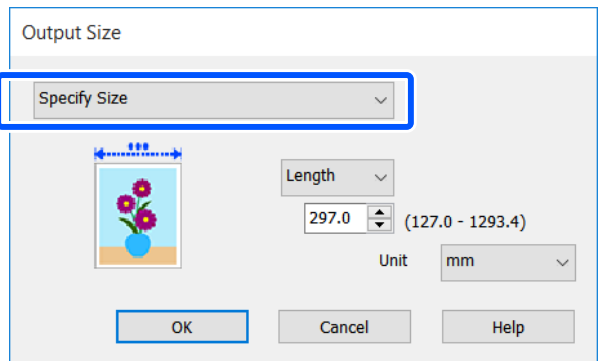 Output Size
Specify Size
Length
297.0 (127.0 - 1293.4)
Unit mm
OK Cancel Help